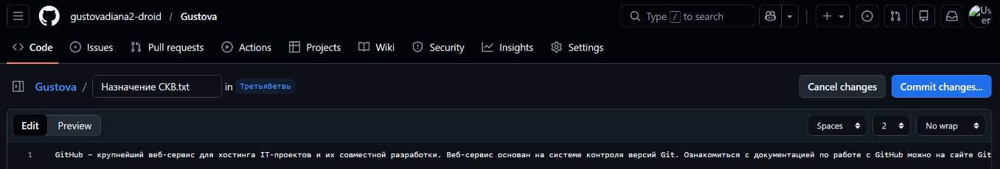 gustovadiana2-droid / Gustova Type / to search
Code Issues Pull requests Actions Projects Wiki Security Insights Settings
Gustova / Назначение СКВ.txt in ТретьяВетвь Cancel changes Commit changes...
Edit Preview Spaces 2 No wrap
1 GitHub – крупнейший веб-сервис для хостинга IT-проектов и их совместной разработки. Веб-сервис основан на системе контроля версий Git. Ознакомиться с документацией по работе с GitHub можно на сайте Git